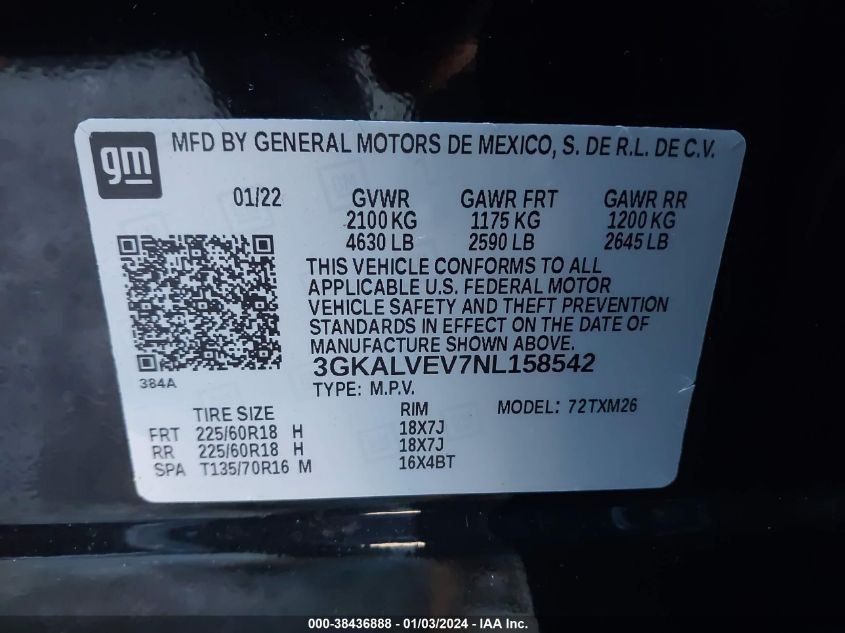 gm
MFD BY GENERAL MOTORS DE MEXICO, S. DE R.L. DE C.V.
01/22 GVWR GAWR FRT GAWR RR
2100 KG 1175 KG 1200 KG
4630 LB 2590 LB 2645 LB
THIS VEHICLE CONFORMS TO ALL
APPLICABLE U.S. FEDERAL MOTOR
VEHICLE SAFETY AND THEFT PREVENTION
STANDARDS IN EFFECT ON THE DATE OF
MANUFACTURE SHOWN ABOVE.
3GKALVEV7NL158542
384A
TYPE: M.P.V.
TIRE SIZE RIM MODEL: 72TXM26
FRT 225/60R18 H 18X7J
RR 225/60R18 H 18X7J
SPA T135/70R16 M 16X4BT
000-38436888 - 01/03/2024 - IAAI.COM